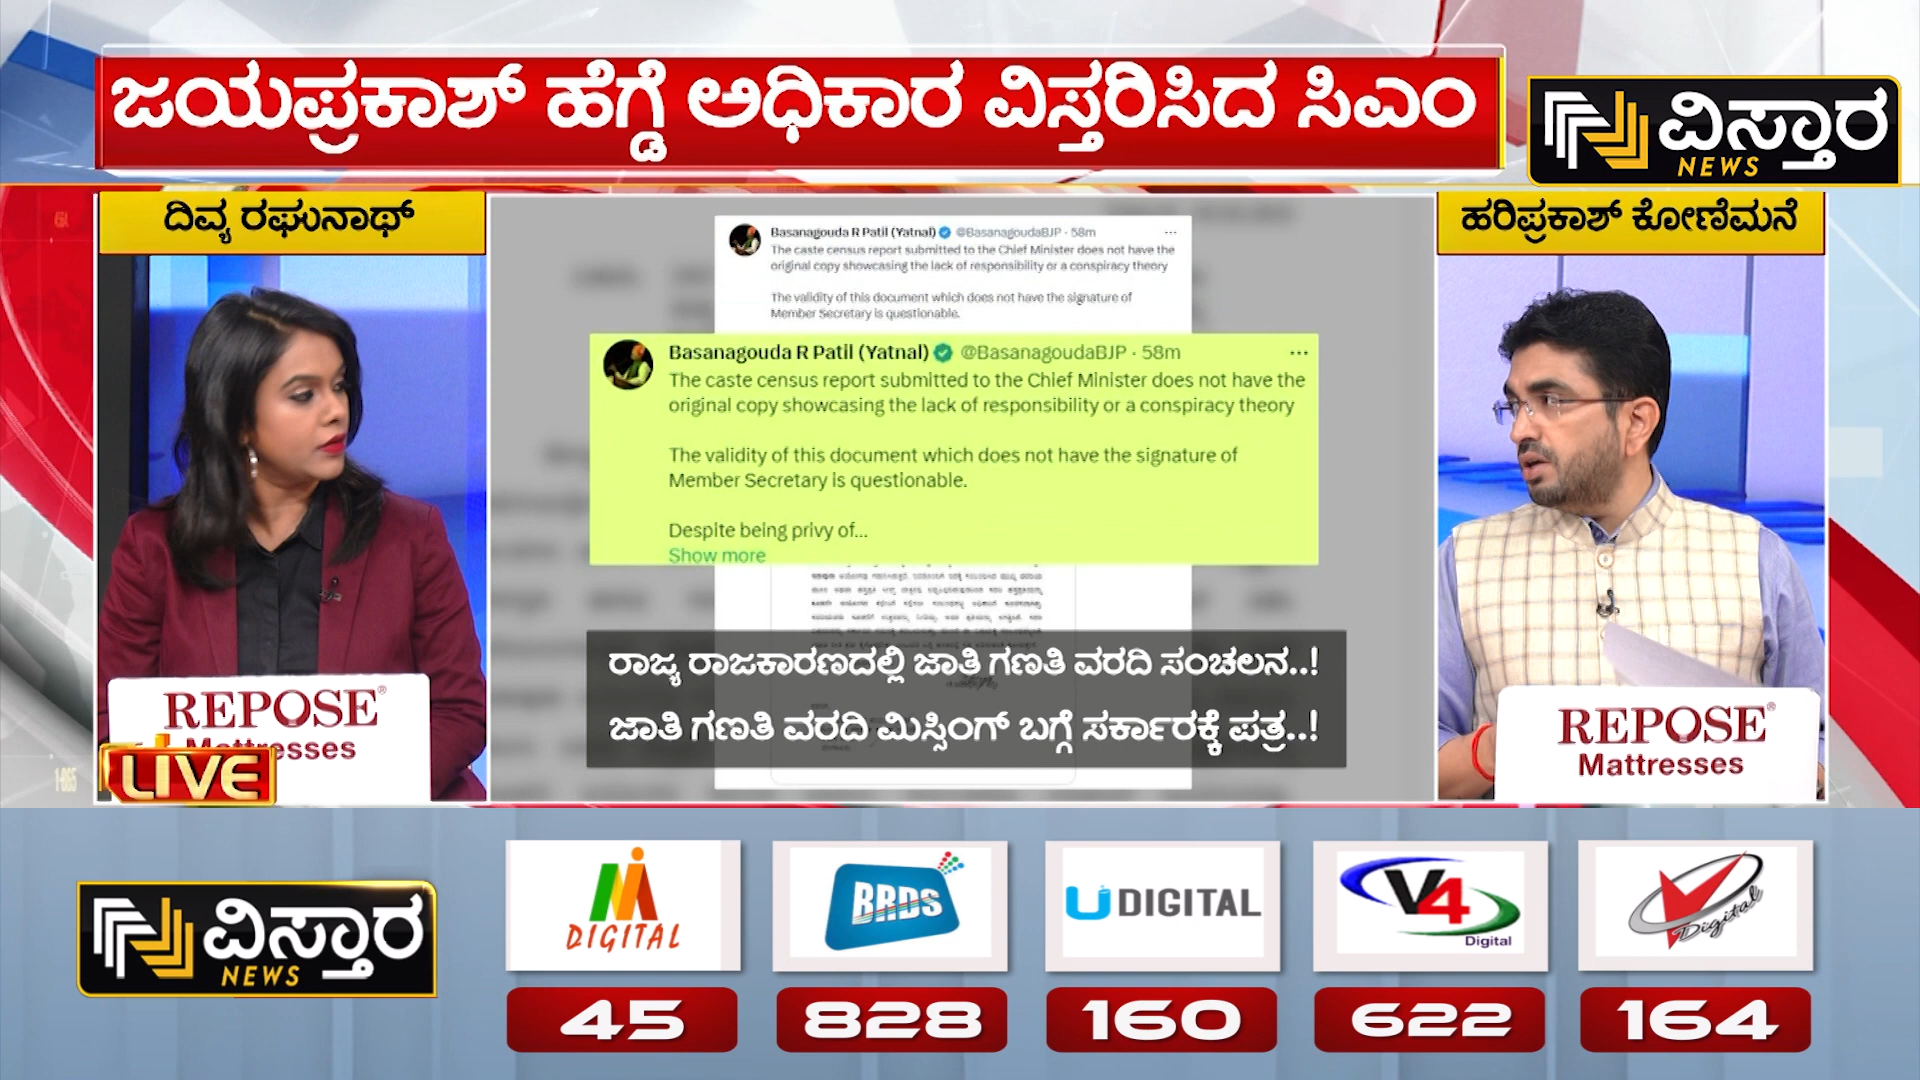 ಜಯಪ್ರಕಾಶ್ ಹೆಗ್ಡೆ ಅಧಿಕಾರ ವಿಸ್ತರಿಸಿದ ಸಿಎಂ
ವಿಸ್ತಾರ
NEWS
ದಿವ್ಯ ರಘುನಾಥ್
ಹರಿಪ್ರಕಾಶ್ ಕೋಣೆಮನೆ
Basanagouda R Patil (Yatnal) @BasanagoudaBJP · 58m ...
The caste census report submitted to the Chief Minister does not have the
original copy showcasing the lack of responsibility or a conspiracy theory
The validity of this document which does not have the signature of
Member Secretary is questionable.
Basanagouda R Patil (Yatnal) @BasanagoudaBJP · 58m ...
The caste census report submitted to the Chief Minister does not have the
original copy showcasing the lack of responsibility or a conspiracy theory
The validity of this document which does not have the signature of
Member Secretary is questionable.
Despite being privy of...
Show more
ರಾಜ್ಯ ರಾಜಕಾರಣದಲ್ಲಿ ಜಾತಿ ಗಣತಿ ವರದಿ ಸಂಚಲನ..!
ಜಾತಿ ಗಣತಿ ವರದಿ ಮಿಸ್ಸಿಂಗ್ ಬಗ್ಗೆ ಸರ್ಕಾರಕ್ಕೆ ಪತ್ರ..!
REPOSE®
Mattresses
LIVE
REPOSE®
Mattresses
ವಿಸ್ತಾರ
NEWS
DIGITAL
BRDS
U DIGITAL
V4
Digital
V Digital
45
828
160
622
164